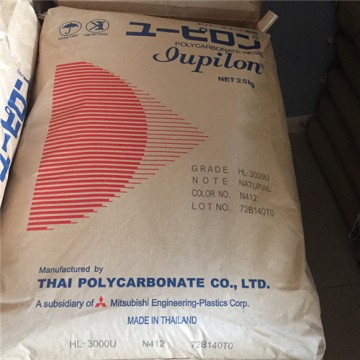 ユーピロン
POLYCARBONATE RESIN
Iupilon
NET 25kg
GRADE HL-3000U
NOTE NATURAL
COLOR NO. N412
LOT NO. 72B140T0
Manufactured by
THAI POLYCARBONATE CO., LTD.
A subsidiary of Mitsubishi Engineering-Plastics Corp.
MADE IN THAILAND
HL-3000U N412 72B140T0